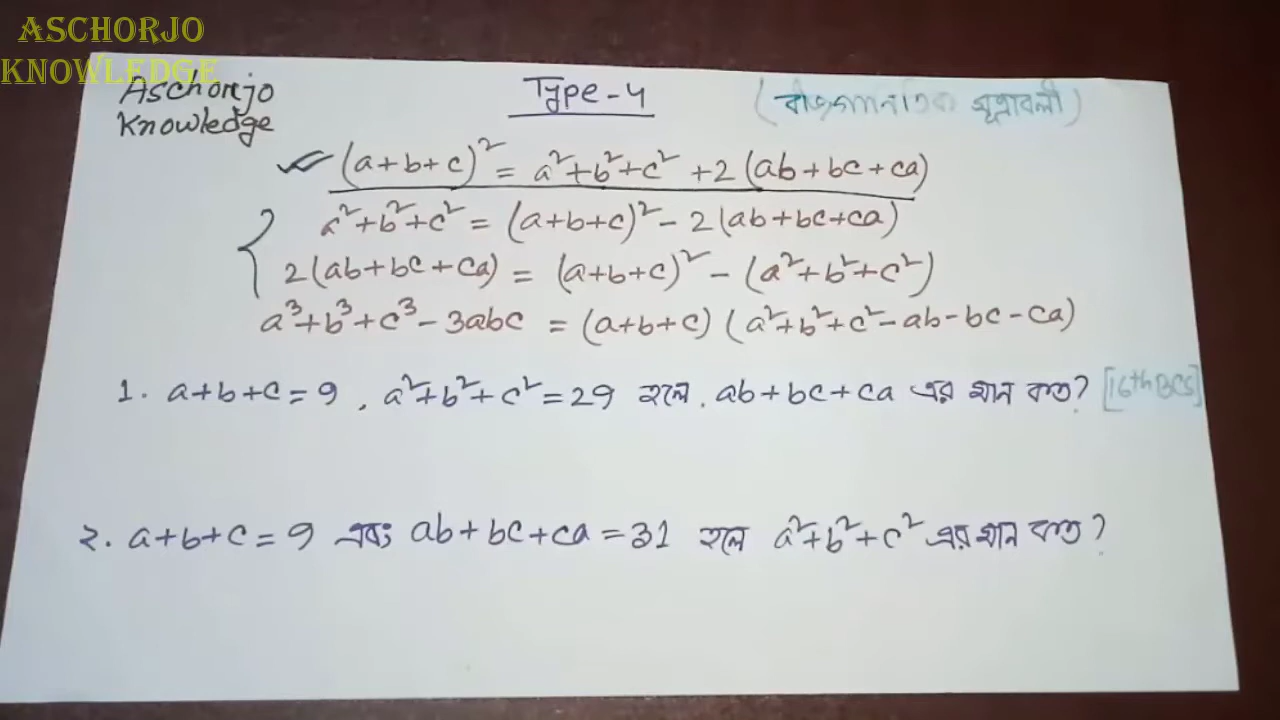 ASCHORJO
KNOWLEDGE
Aschorjo
Knowledge
Type-4
(বীজগাণিতিক সূত্রাবলী)
(a+b+c)² = a²+b²+c² +2(ab+bc+ca)
a²+b²+c² = (a+b+c)² - 2(ab+bc+ca)
2(ab+bc+ca) = (a+b+c)² - (a²+b²+c²)
a³+b³+c³-3abc = (a+b+c) (a²+b²+c²-ab-bc-ca)
1. a+b+c=9, a²+b²+c²=29 হলে. ab+bc+ca এর মান কত? [16th BCS]
২. a+b+c=9 এবং ab+bc+ca=31 হলে a²+b²+c² এর মান কত?